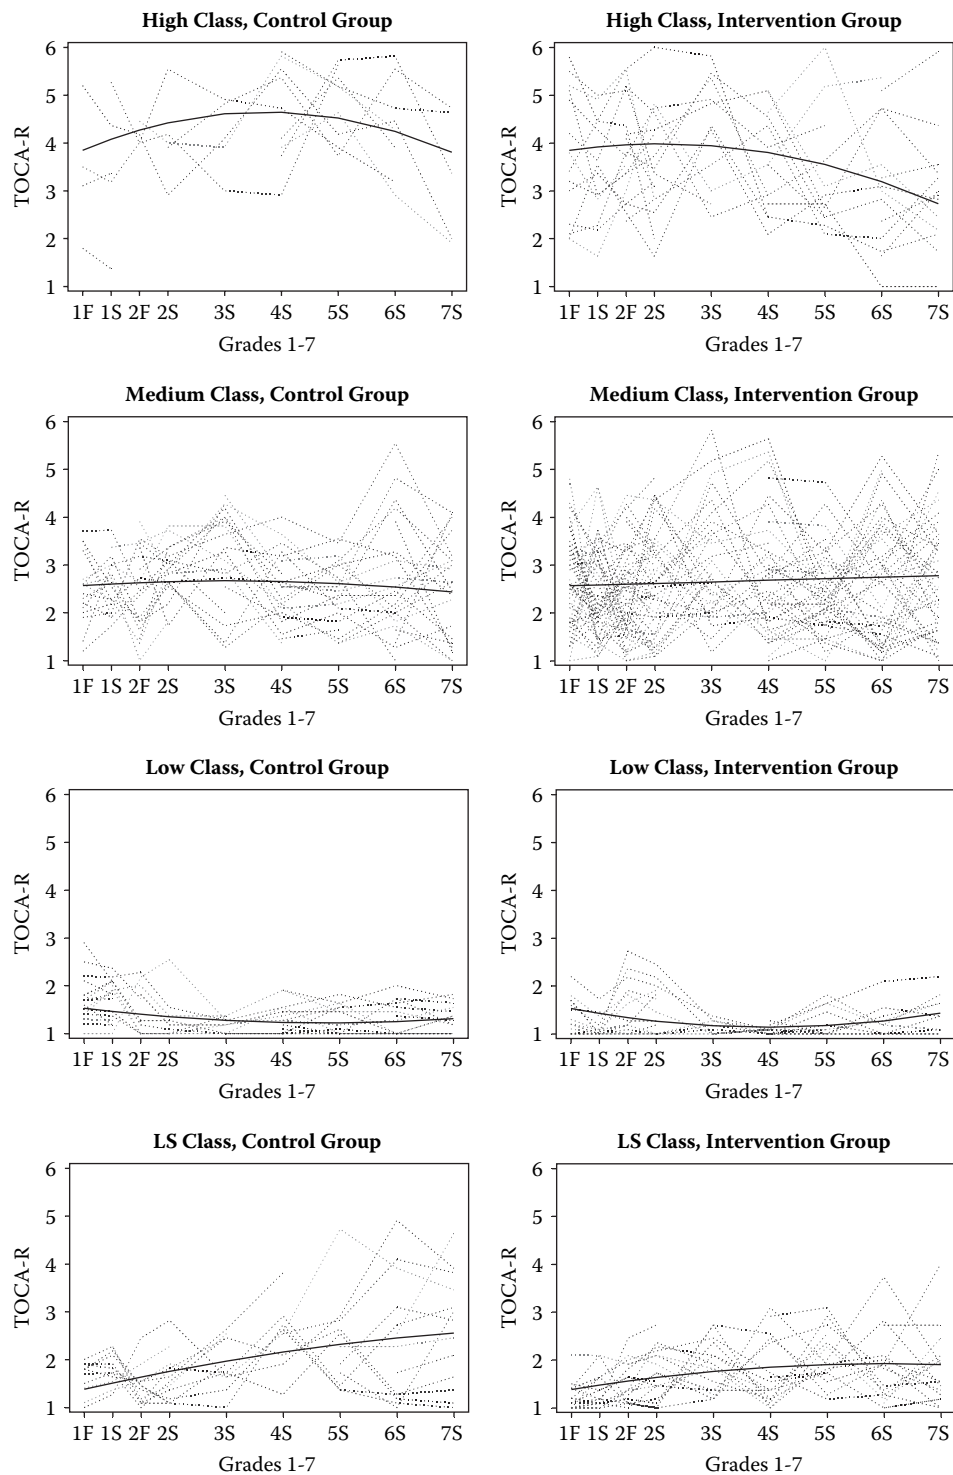 High Class, Control Group
6
5
4
3
2
1
TOCA-R
1F 1S 2F 2S 3S 4S 5S 6S 7S
Grades 1-7
High Class, Intervention Group
6
5
4
3
2
1
TOCA-R
1F 1S 2F 2S 3S 4S 5S 6S 7S
Grades 1-7
Medium Class, Control Group
6
5
4
3
2
1
TOCA-R
1F 1S 2F 2S 3S 4S 5S 6S 7S
Grades 1-7
Medium Class, Intervention Group
6
5
4
3
2
1
TOCA-R
1F 1S 2F 2S 3S 4S 5S 6S 7S
Grades 1-7
Low Class, Control Group
6
5
4
3
2
1
TOCA-R
1F 1S 2F 2S 3S 4S 5S 6S 7S
Grades 1-7
Low Class, Intervention Group
6
5
4
3
2
1
TOCA-R
1F 1S 2F 2S 3S 4S 5S 6S 7S
Grades 1-7
LS Class, Control Group
6
5
4
3
2
1
TOCA-R
1F 1S 2F 2S 3S 4S 5S 6S 7S
Grades 1-7
LS Class, Intervention Group
6
5
4
3
2
1
TOCA-R
1F 1S 2F 2S 3S 4S 5S 6S 7S
Grades 1-7